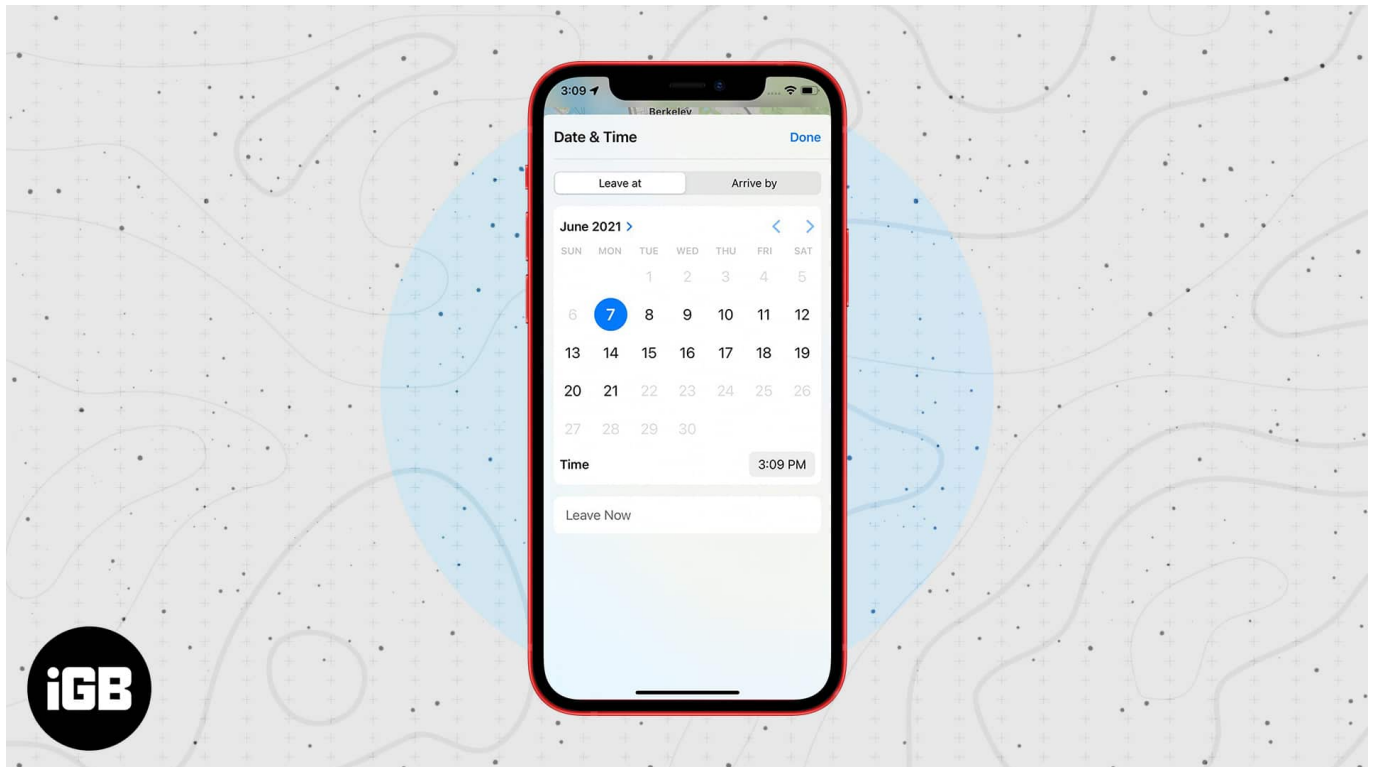 3:09
Berkeley
Date & Time Done
Leave at Arrive by
June 2021 >
SUN MON TUE WED THU FRI SAT
1 2 3 4 5
6 7 8 9 10 11 12
13 14 15 16 17 18 19
20 21 22 23 24 25 26
27 28 29 30
Time 3:09 PM
Leave Now
iGB